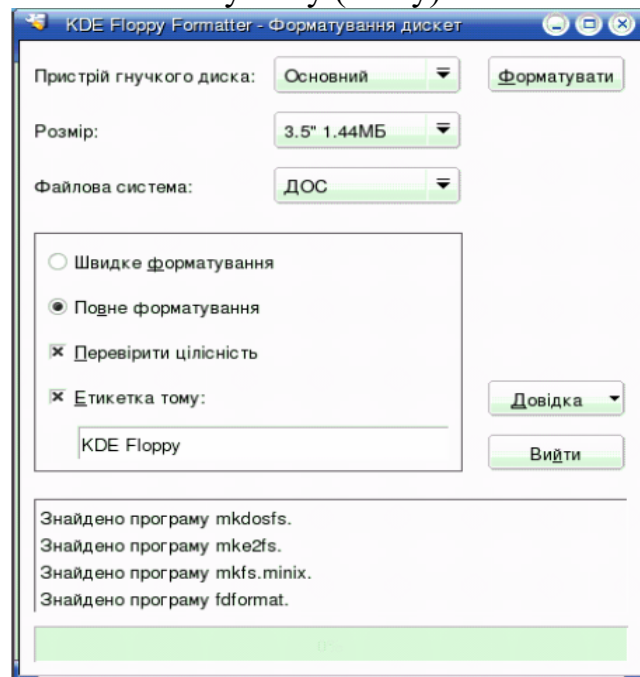 KDE Floppy Formatter - Форматування дискет
Пристрій гнучкого диска: Основний Форматувати
Розмір: 3.5" 1.44МБ
Файлова система: ДОС
Швидке форматування
Повне форматування
Перевірити цілісність
Етикетка тому:
Довідка
KDE Floppy
Вийти
Знайдено програму mkdosfs.
Знайдено програму mke2fs.
Знайдено програму mkfs.minix.
Знайдено програму fdformat.